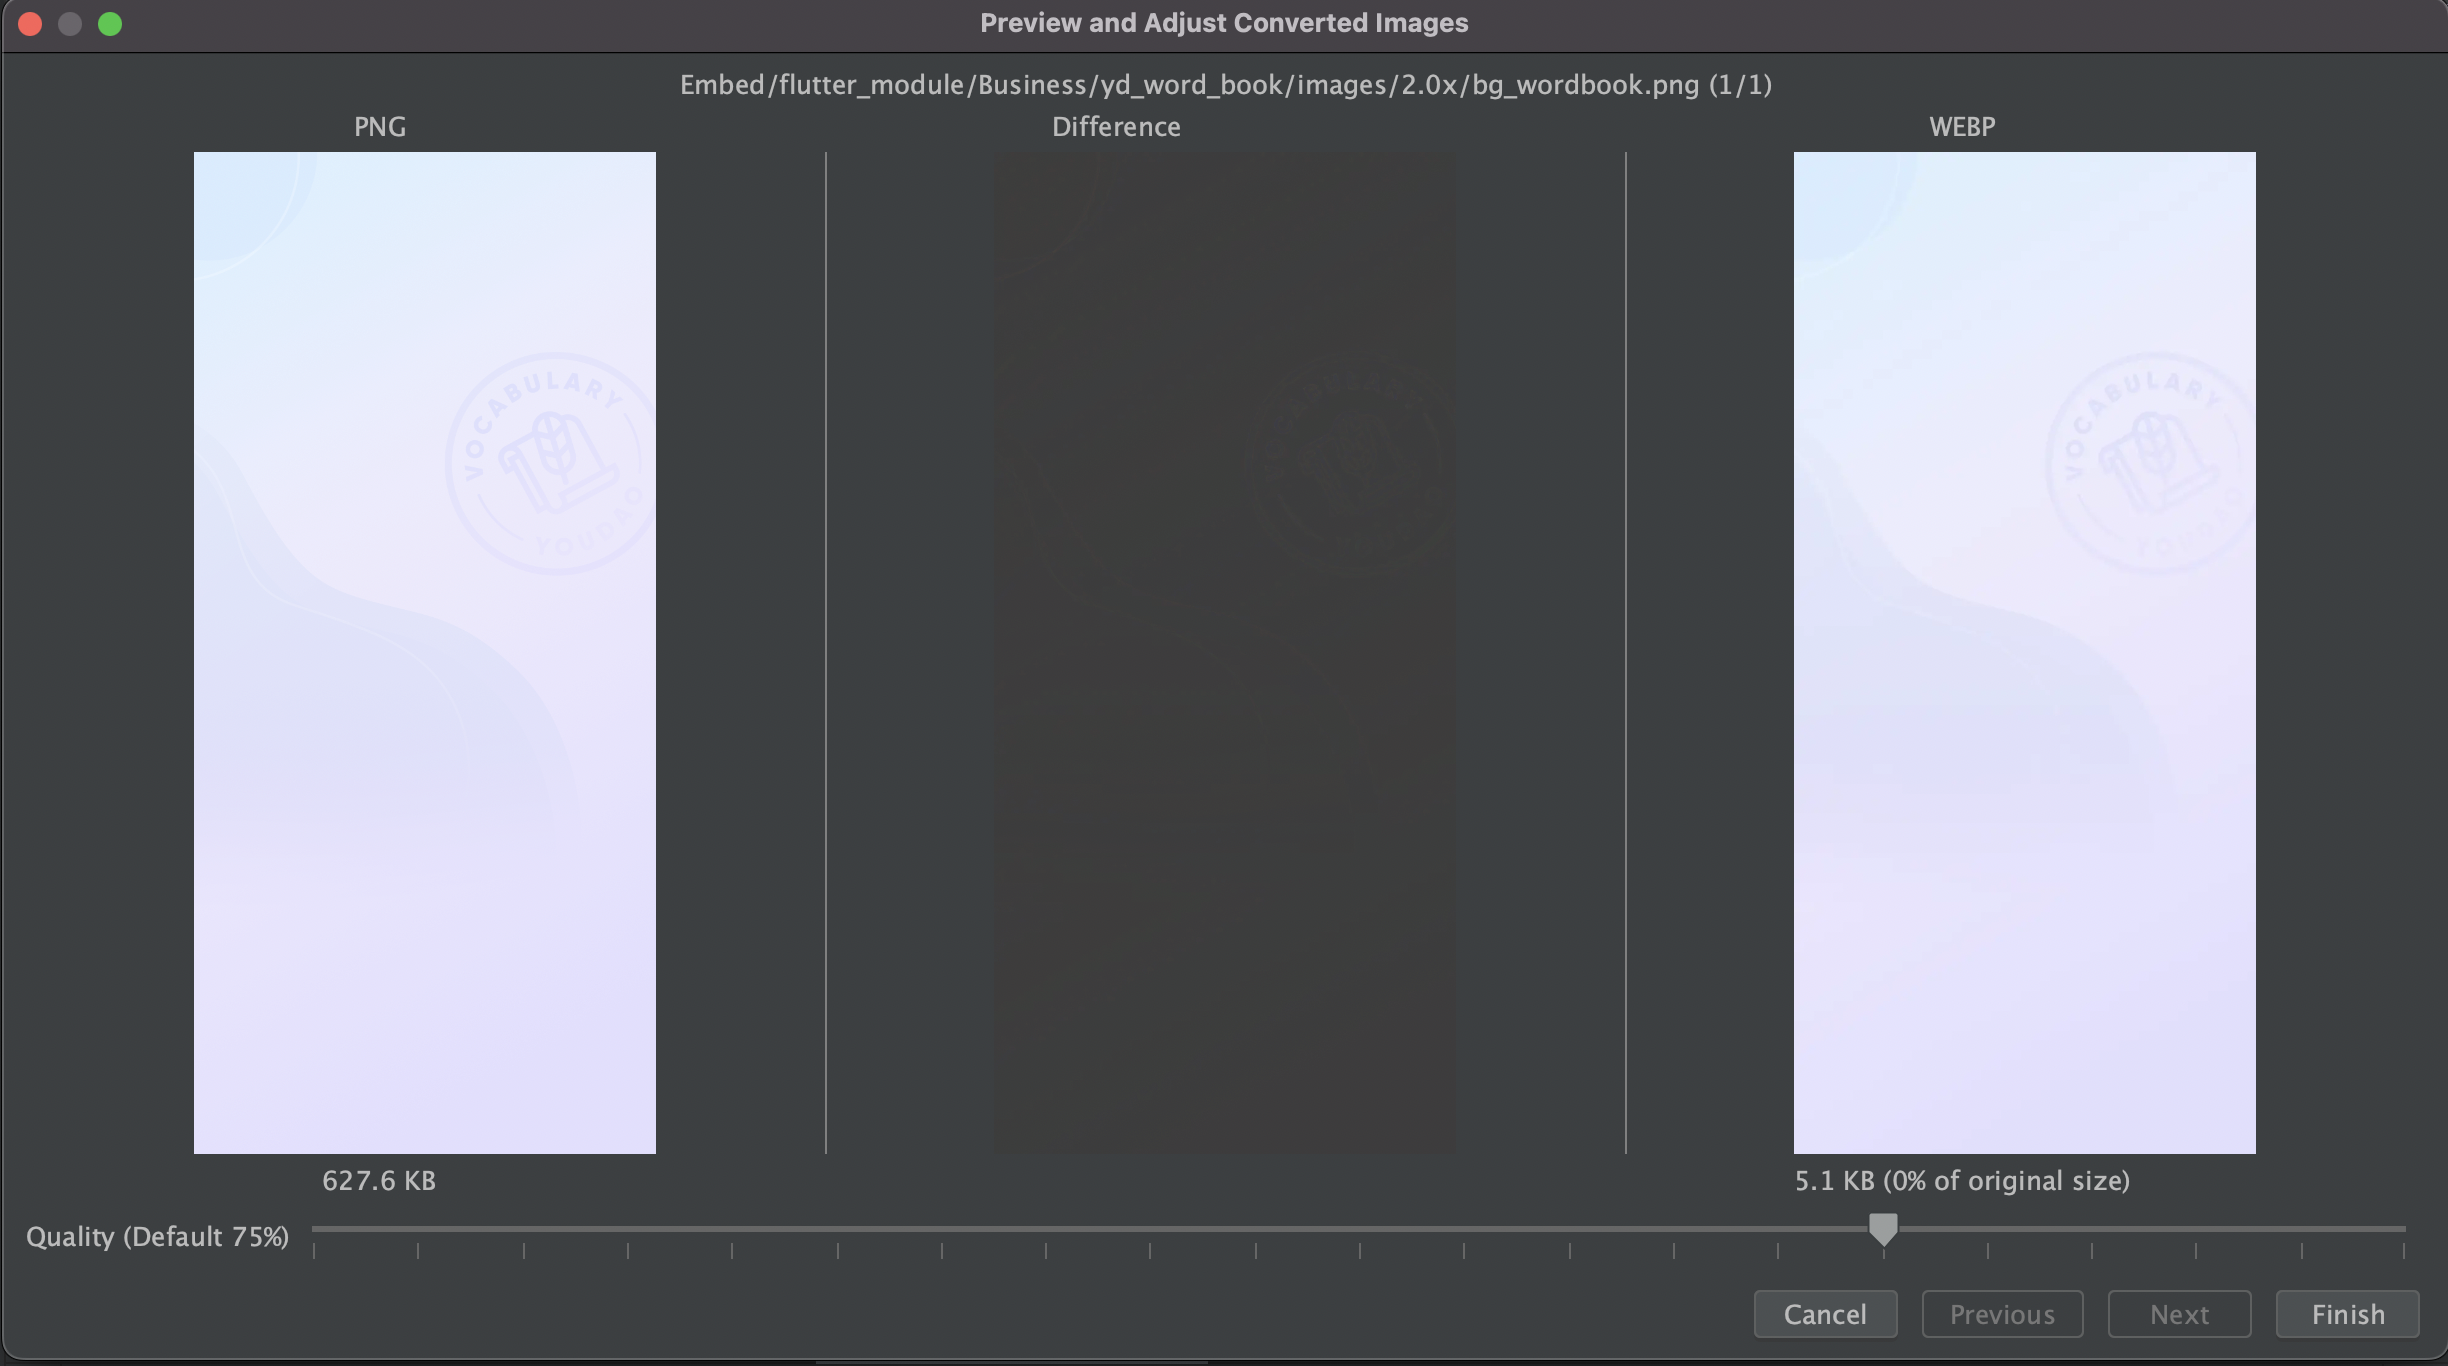 Preview and Adjust Converted Images
Embed/flutter_module/Business/yd_word_book/images/2.0x/bg_wordbook.png (1/1)
PNG
Difference
WEBP
VOCABULARY
YOUDAO
VOCABULARY
YOUDAO
627.6 KB
5.1 KB (0% of original size)
Quality (Default 75%)
Cancel
Previous
Next
Finish